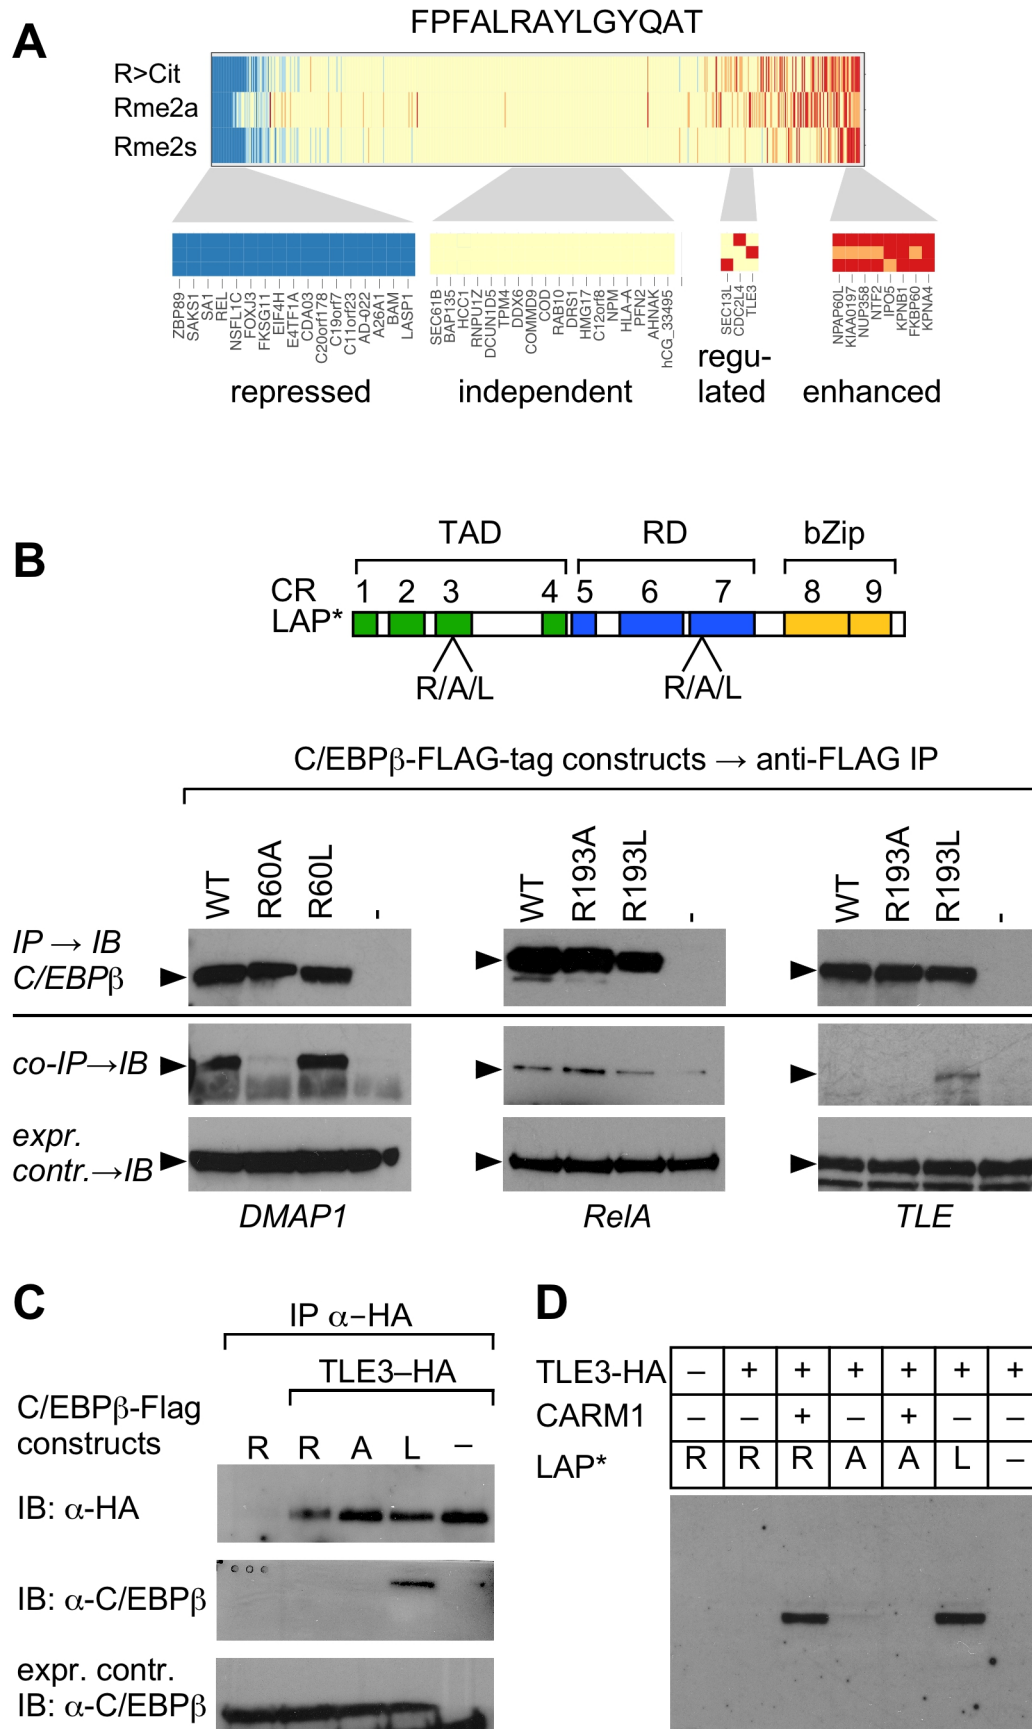 A
FPFALRAYLGYQAT
R>Cit
Rme2a
Rme2s
ZBP89
SAKS1
SA1
REL
NSFL1C
FOXJ3
FKSG11
EIF4H
E4TF1A
CDA03
C20orf178
C19orf7
C11orf23
AD-022
A26A1
BAM
LASP1
SEC61B
BAP135
HCC1
RNPU1Z
DCUN1D5
TPM4
DDX6
COMMD9
COD
RAB10
DRS1
HMG17
C12orf8
NPM
PFN2
HLA-A
AHNAK
hCG_33495
SEC13L
CDC2L4
TLE3
NPAP60L
KIAA0197
NUP358
NTF2
IPO5
KPNB1
FKBP60
KPNA4
repressed
independent
regu-
lated
enhanced
B
TAD RD bZip
CR 1 2 3 4 5 6 7 8 9
LAP*
R/A/L R/A/L
C/EBPβ-FLAG-tag constructs → anti-FLAG IP
WT R60A R60L - WT R193A R193L - WT R193A R193L -
IP → IB
C/EBPβ
co-IP→IB
expr.
contr.→IB
DMAP1 RelA TLE
C
IP α–HA
TLE3–HA
C/EBPβ-Flag
constructs
R R A L –
IB: α-HA
IB: α-C/EBPβ
expr. contr.
IB: α-C/EBPβ
D
TLE3-HA – + + + + + +
CARM1 – – + – + – –
LAP* R R R A A L –